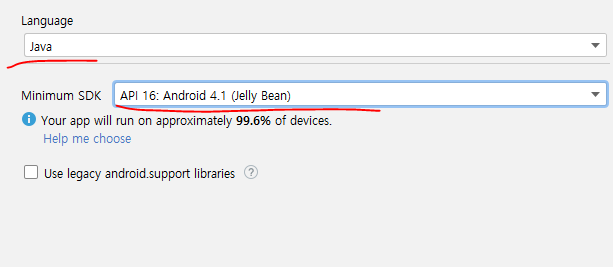 Language
Java
Minimum SDK
API 16: Android 4.1 (Jelly Bean)
Your app will run on approximately 99.6% of devices.
Help me choose
Use legacy android.support libraries